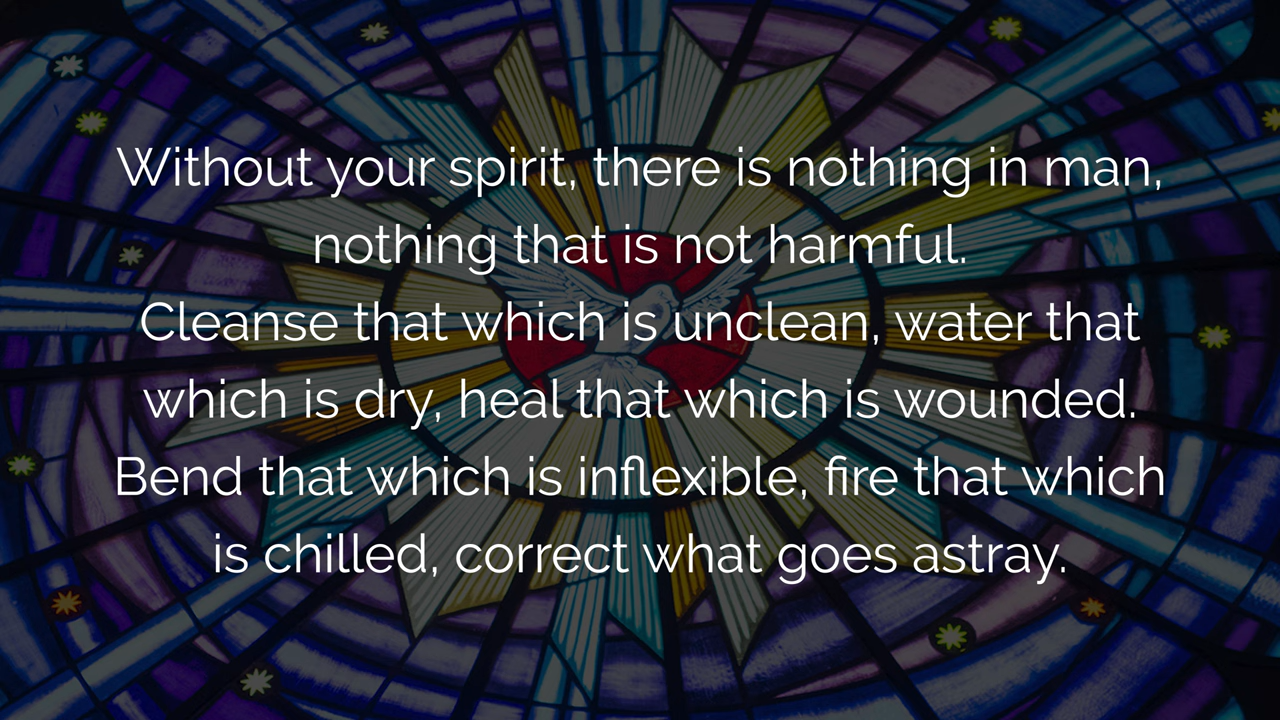 Without your spirit, there is nothing in man,
nothing that is not harmful.
Cleanse that which is unclean, water that
which is dry, heal that which is wounded.
Bend that which is inflexible, fire that which
is chilled, correct what goes astray.